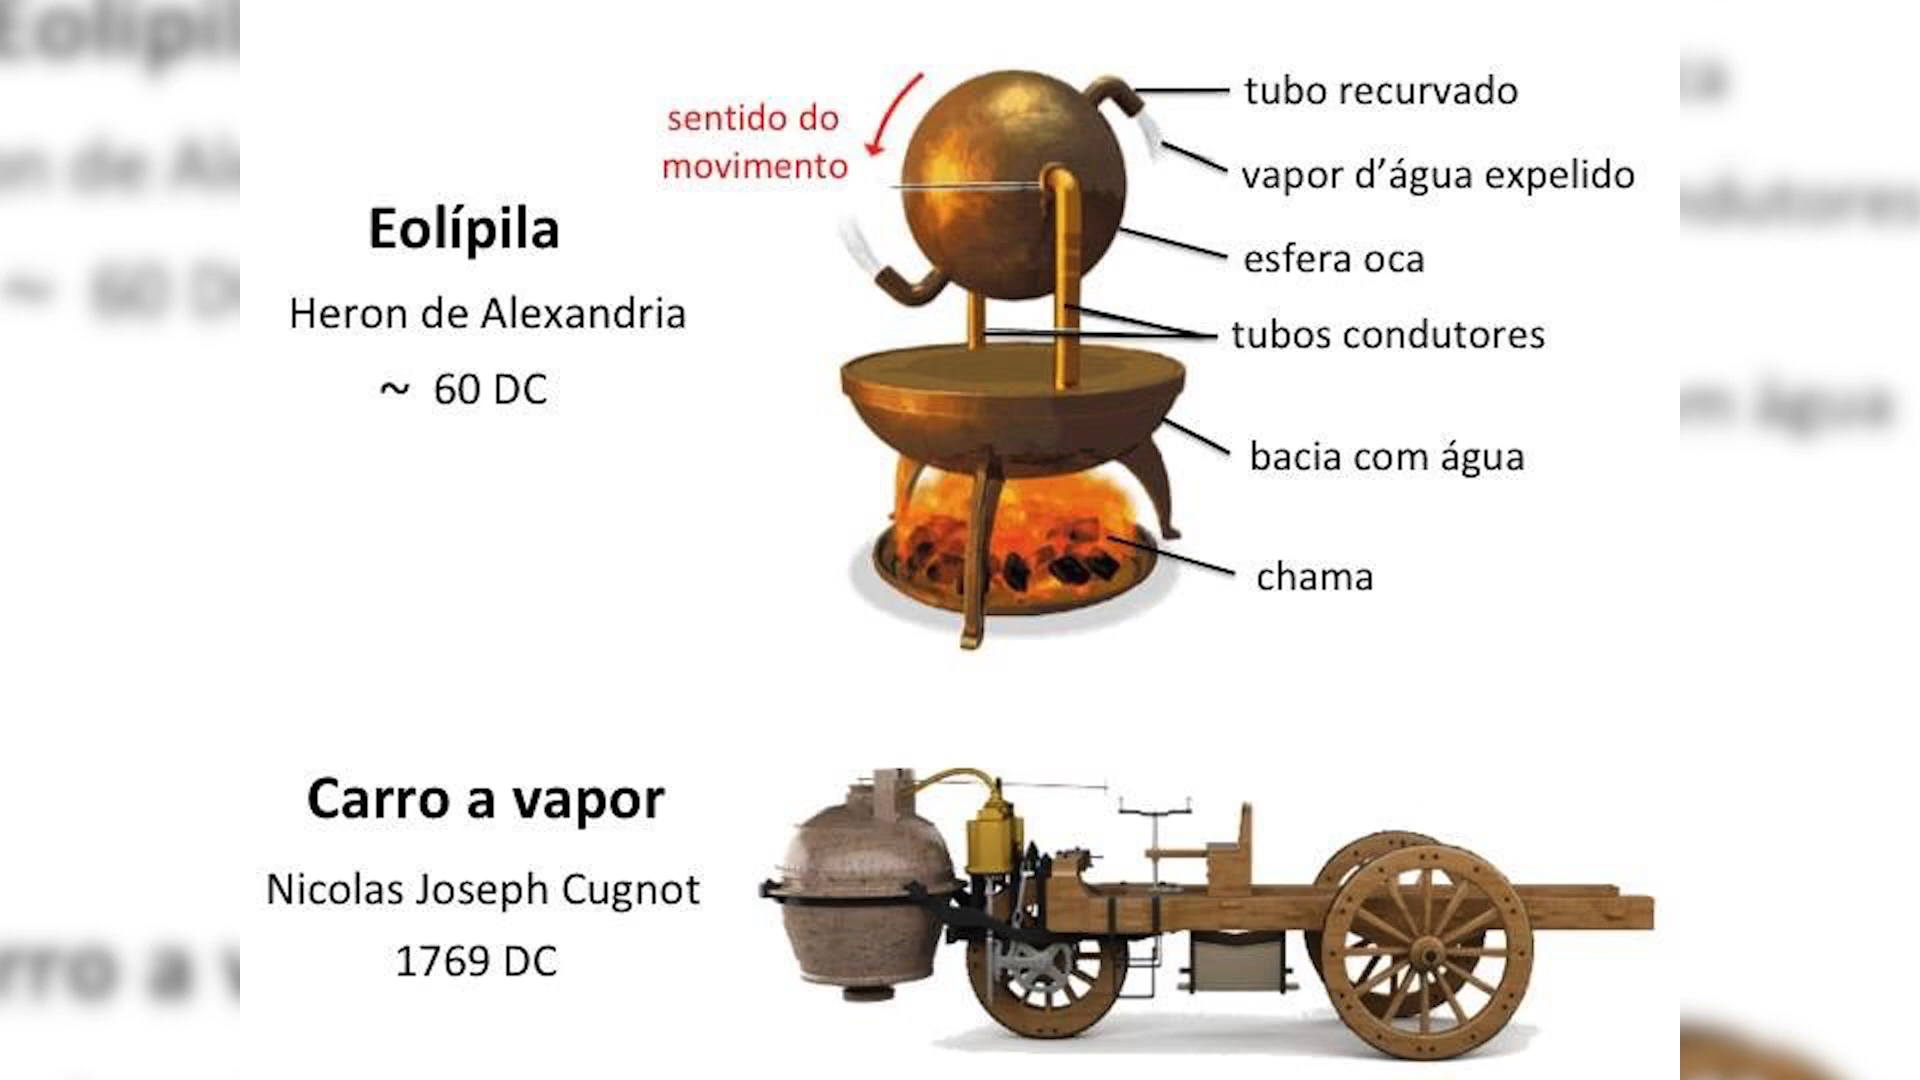 sentido do
movimento
tubo recurvado
vapor d’água expelido
esfera oca
tubos condutores
bacia com água
chama
Eolípila
Heron de Alexandria
~ 60 DC
Carro a vapor
Nicolas Joseph Cugnot
1769 DC